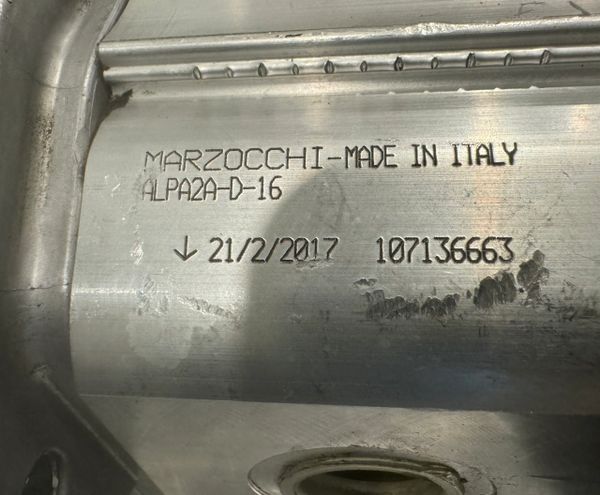 MARZOCCHI-MADE IN ITALY
ALPA2A-D-16
↓ 21/2/2017 107136663